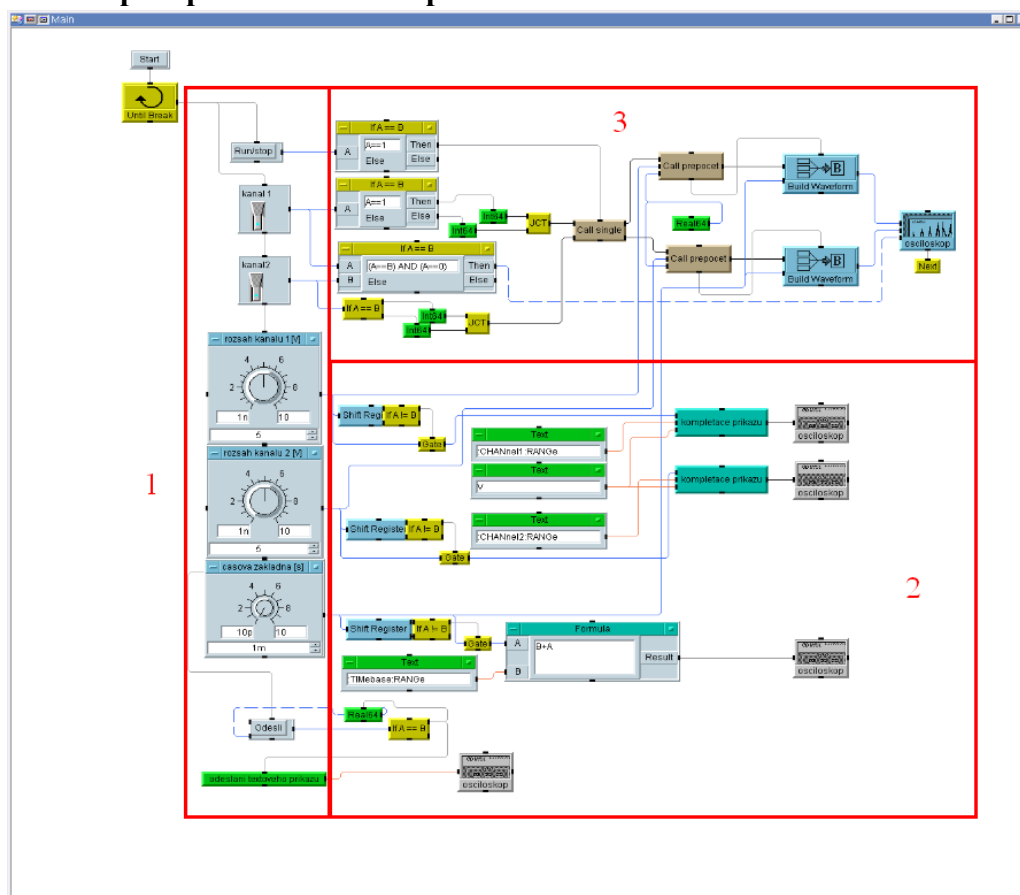 Main
Start
Until Break
3
Run/stop
If A == B
A
A==1
Then
Else
Else
kanal 1
If A == B
A
A==1
Then
Else
Else
Int64
Int64
JCT
Call single
Call prepocet
Build Waveform
Real64
osciloskop
Next
Call prepocet
Build Waveform
kanal2
If A == B
A
B
(A==B) AND (A==0)
Then
Else
Else
If A == B
Int64
Int64
JCT
1
rozsah kanalu 1[V]
2
4
6
8
1n
10
5
rozsah kanalu 2 [V]
2
4
6
8
1n
10
5
casova zakladna [s]
2
4
6
8
10p
10
1m
2
Shift Regi
If A != B
Gate
Text
:CHANnel1:RANGe
Text
V
Text
:CHANnel2:RANGe
kompletace prikazu
osciloskop
kompletace prikazu
osciloskop
Shift Register
If A != B
Gate
Shift Register
If A != B
Gate
Formula
A
B
B+A
Result
osciloskop
Text
TIMebase:RANGe
Real64
Odesli
If A == B
odeslani textoveho prikazu
osciloskop